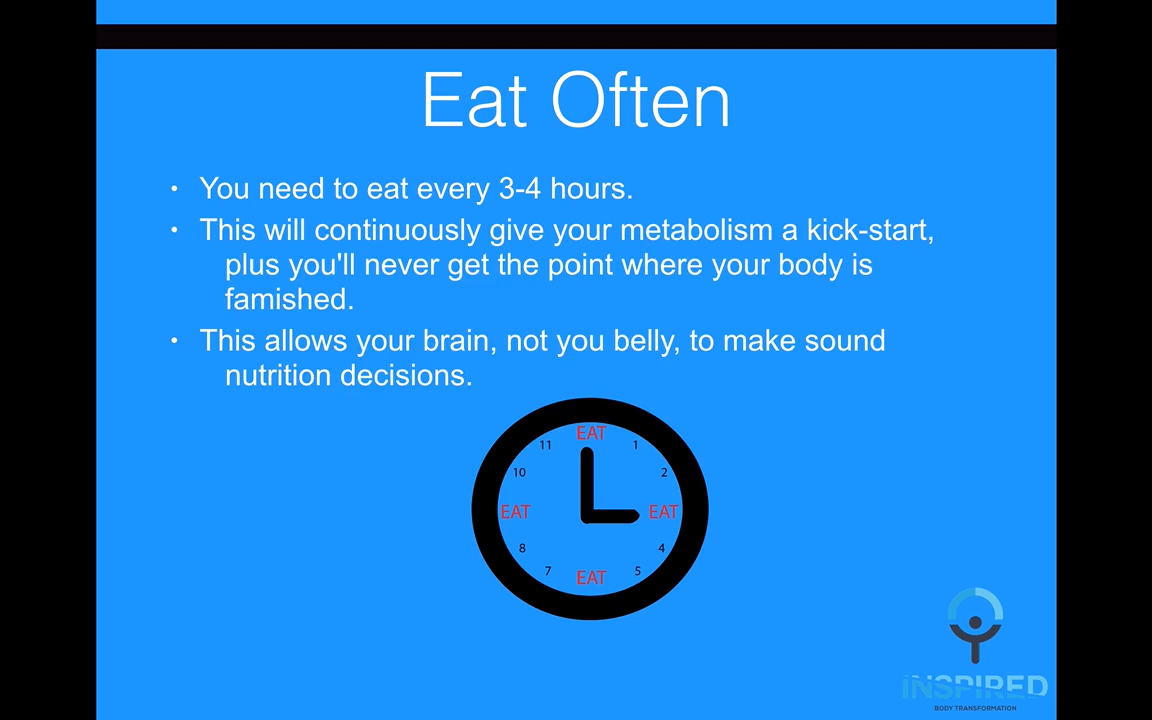 Eat Often
• You need to eat every 3-4 hours.
• This will continuously give your metabolism a kick-start,
plus you'll never get the point where your body is
famished.
• This allows your brain, not you belly, to make sound
nutrition decisions.
EAT
11
1
10
2
EAT
EAT
8
4
7
5
EAT
INSPIRED
BODY TRANSFORMATION